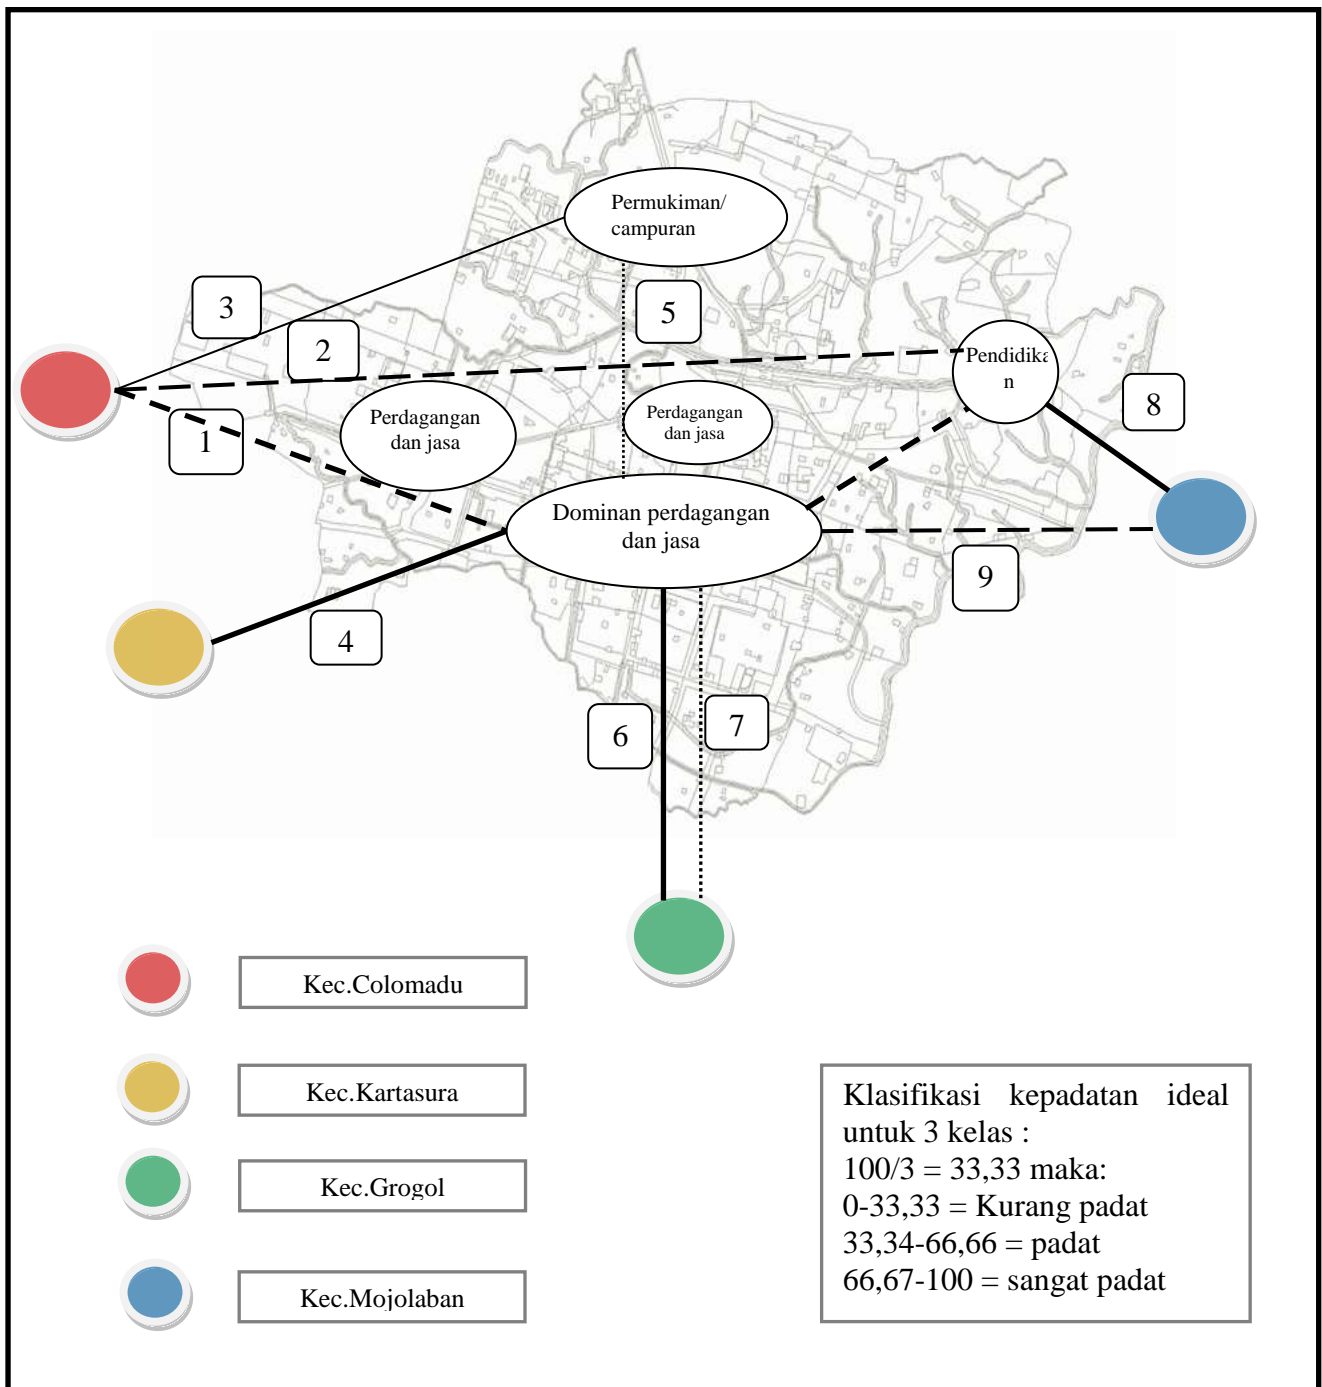 Permukiman/
campuran
3
5
2
Pendidika
n
8
1
Perdagangan
dan jasa
Perdagangan
dan jasa
Dominan perdagangan
dan jasa
9
4
6
7
Kec.Colomadu
Kec.Kartasura
Kec.Grogol
Kec.Mojolaban
Klasifikasi kepadatan ideal
untuk 3 kelas :
100/3 = 33,33 maka:
0-33,33 = Kurang padat
33,34-66,66 = padat
66,67-100 = sangat padat